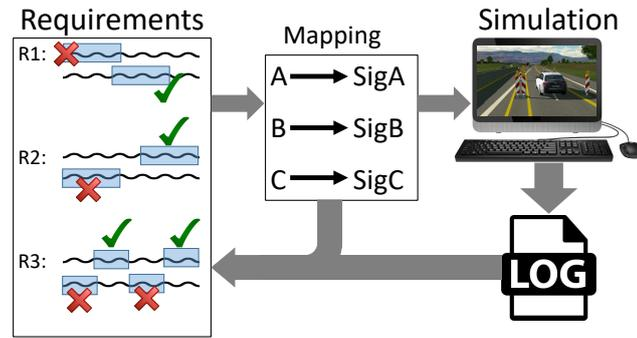 Requirements
R1:
R2:
R3:
Mapping
A SigA
B SigB
C SigC
Simulation
LOG